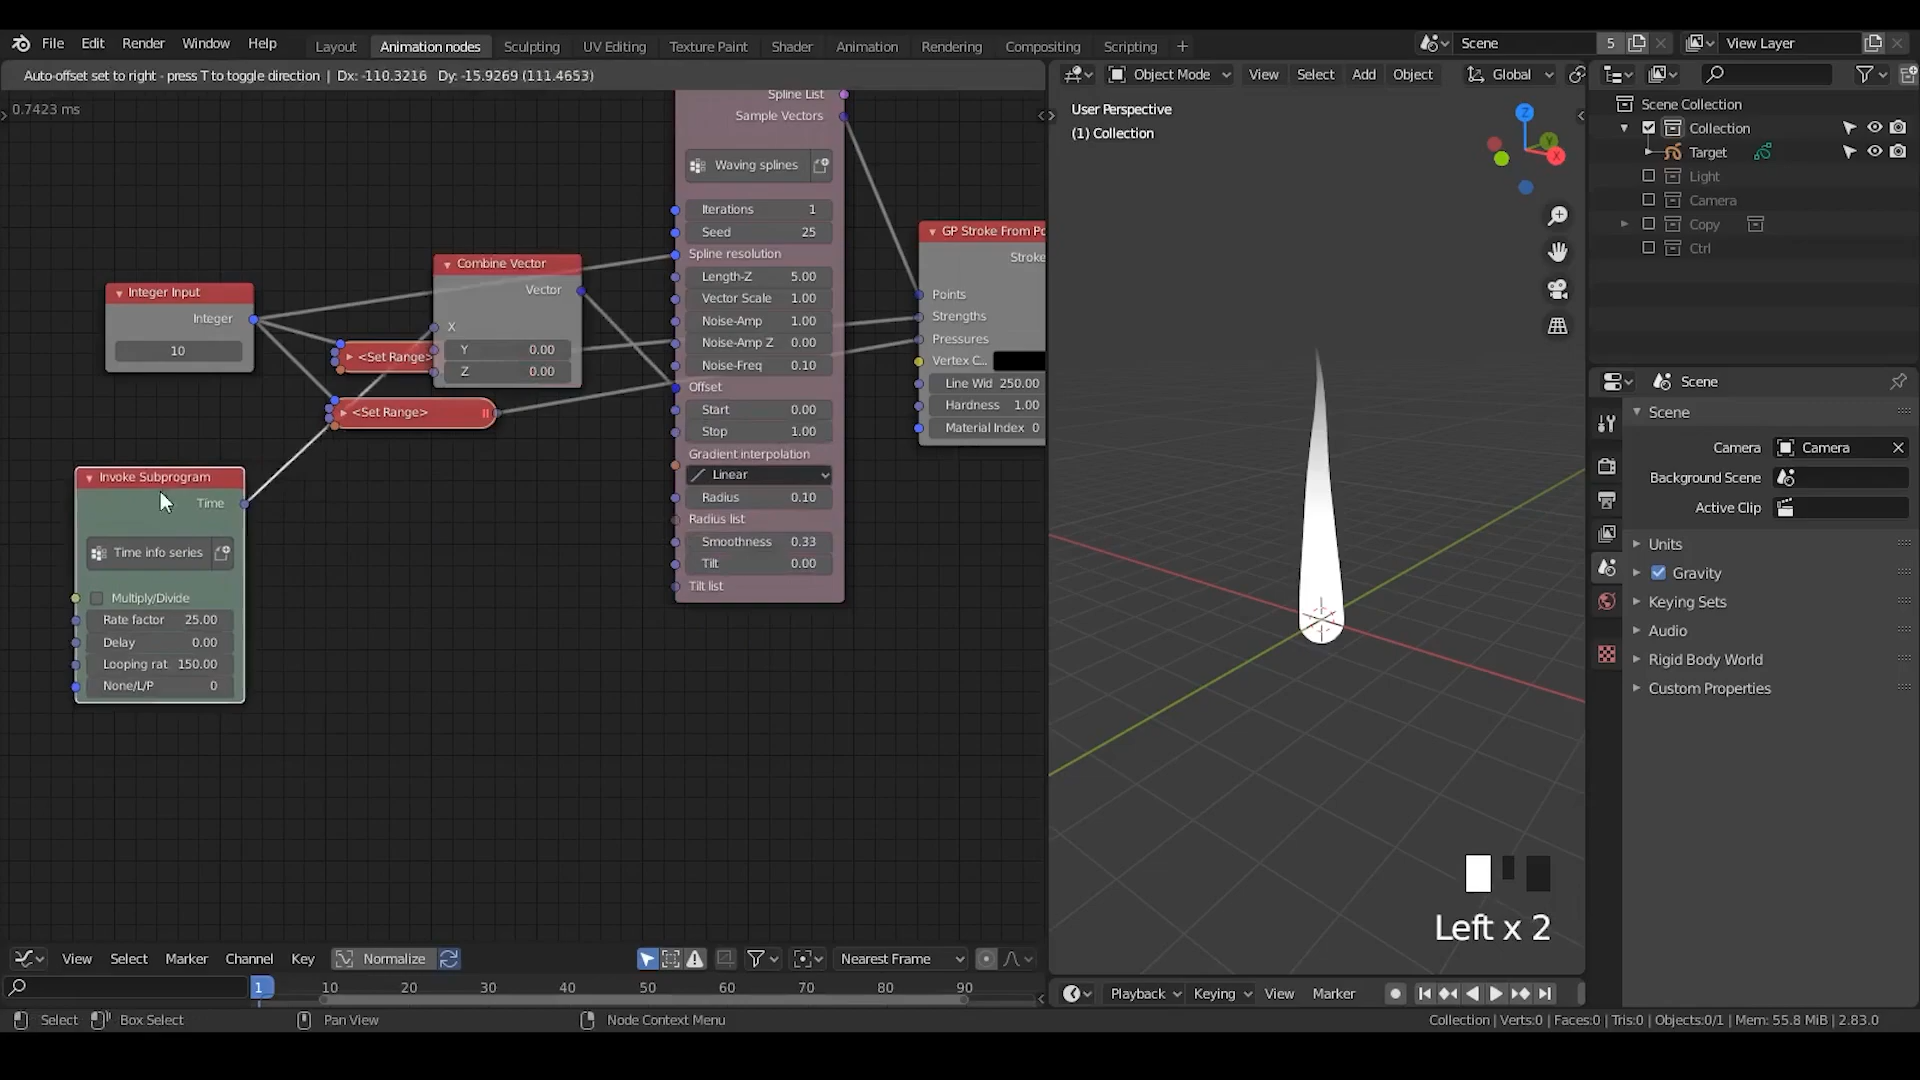 File Edit Render Window Help Layout Animation nodes Sculpting UV Editing Texture Paint Shader Animation Rendering Compositing Scripting + Scene 5 View Layer
Auto-offset set to right - press T to toggle direction | Dx: -110.3216 Dy: -15.9269 (111.4653)
Object Mode View Select Add Object Global
0.7423 ms
Spline List
Sample Vectors
Waving splines
Iterations 1
Seed 25
Spline resolution
Length-Z 5.00
Vector Scale 1.00
Noise-Amp 1.00
Noise-Amp Z 0.00
Noise-Freq 0.10
Offset
Start 0.00
Stop 1.00
Gradient interpolation
Linear
Radius 0.10
Radius list
Smoothness 0.33
Tilt 0.00
Tilt list
Integer Input
Integer
10
Combine Vector
Vector
X
Y 0.00
Z 0.00
<Set Range>
<Set Range>
Invoke Subprogram
Time
Time info series
Multiply/Divide
Rate factor 25.00
Delay 0.00
Looping rat 150.00
None/L/P 0
GP Stroke From Po
Stroke
Points
Strengths
Pressures
Vertex C...
Line Wid 250.00
Hardness 1.00
Material Index 0
User Perspective
(1) Collection
Z
Y
X
Left x 2
Scene Collection
Collection
Target
Light
Camera
Copy
Ctrl
Scene
Scene
Camera Camera
Background Scene
Active Clip
Units
Gravity
Keying Sets
Audio
Rigid Body World
Custom Properties
View Select Marker Channel Key Normalize Nearest Frame
1 10 20 30 40 50 60 70 80 90
Playback Keying View Marker
Select Box Select Pan View Node Context Menu
Collection | Verts:0 | Faces:0 | Tris:0 | Objects:0/1 | Mem: 55.8 MiB | 2.83.0